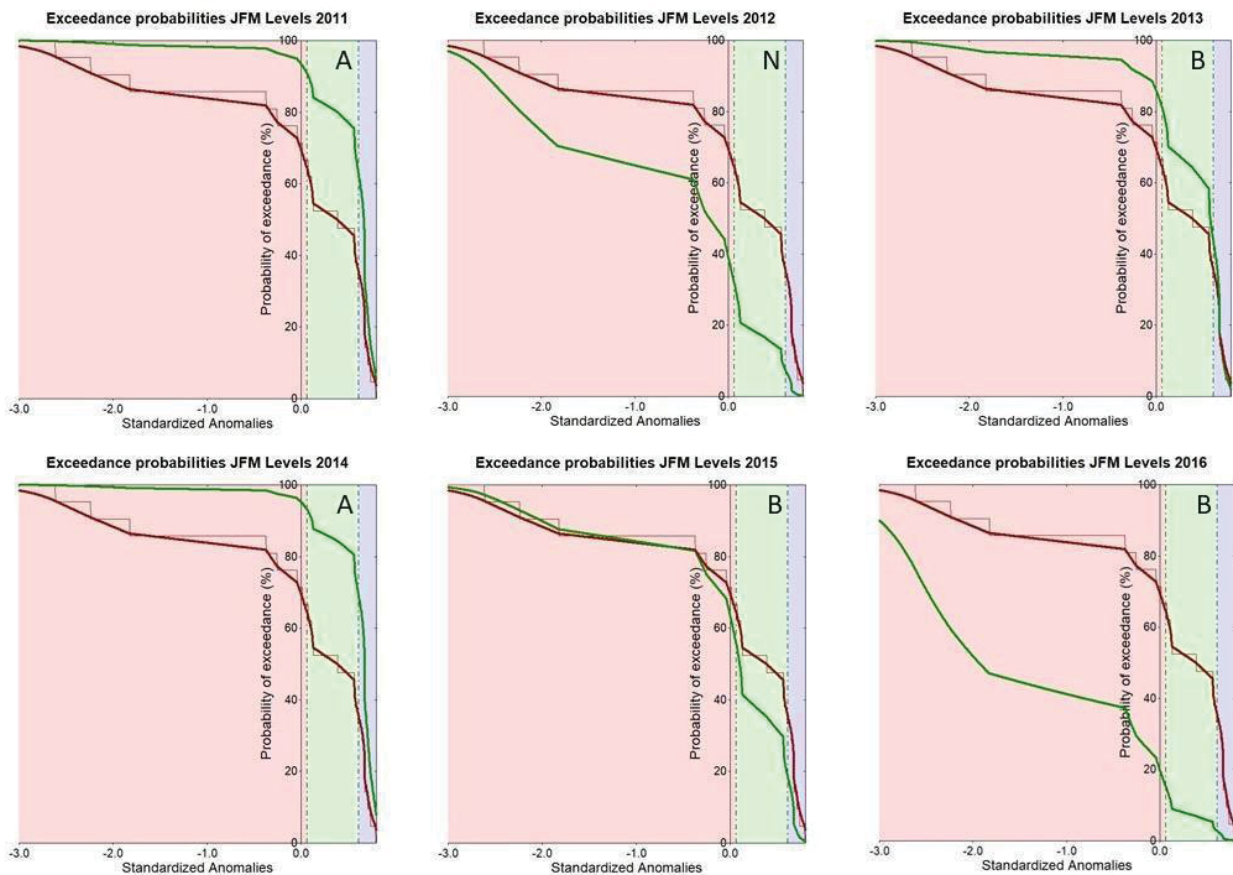 Exceedance probabilities JFM Levels 2011
A
100
80
60
40
20
0
Probability of exceedance (%)
-3.0 -2.0 -1.0 0.0
Standardized Anomalies
Exceedance probabilities JFM Levels 2012
N
100
80
60
40
20
0
Probability of exceedance (%)
-3.0 -2.0 -1.0 0.0
Standardized Anomalies
Exceedance probabilities JFM Levels 2013
B
100
80
60
40
20
0
Probability of exceedance (%)
-3.0 -2.0 -1.0 0.0
Standardized Anomalies
Exceedance probabilities JFM Levels 2014
A
100
80
60
40
20
0
Probability of exceedance (%)
-3.0 -2.0 -1.0 0.0
Standardized Anomalies
Exceedance probabilities JFM Levels 2015
B
100
80
60
40
20
0
Probability of exceedance (%)
-3.0 -2.0 -1.0 0.0
Standardized Anomalies
Exceedance probabilities JFM Levels 2016
B
100
80
60
40
20
0
Probability of exceedance (%)
-3.0 -2.0 -1.0 0.0
Standardized Anomalies